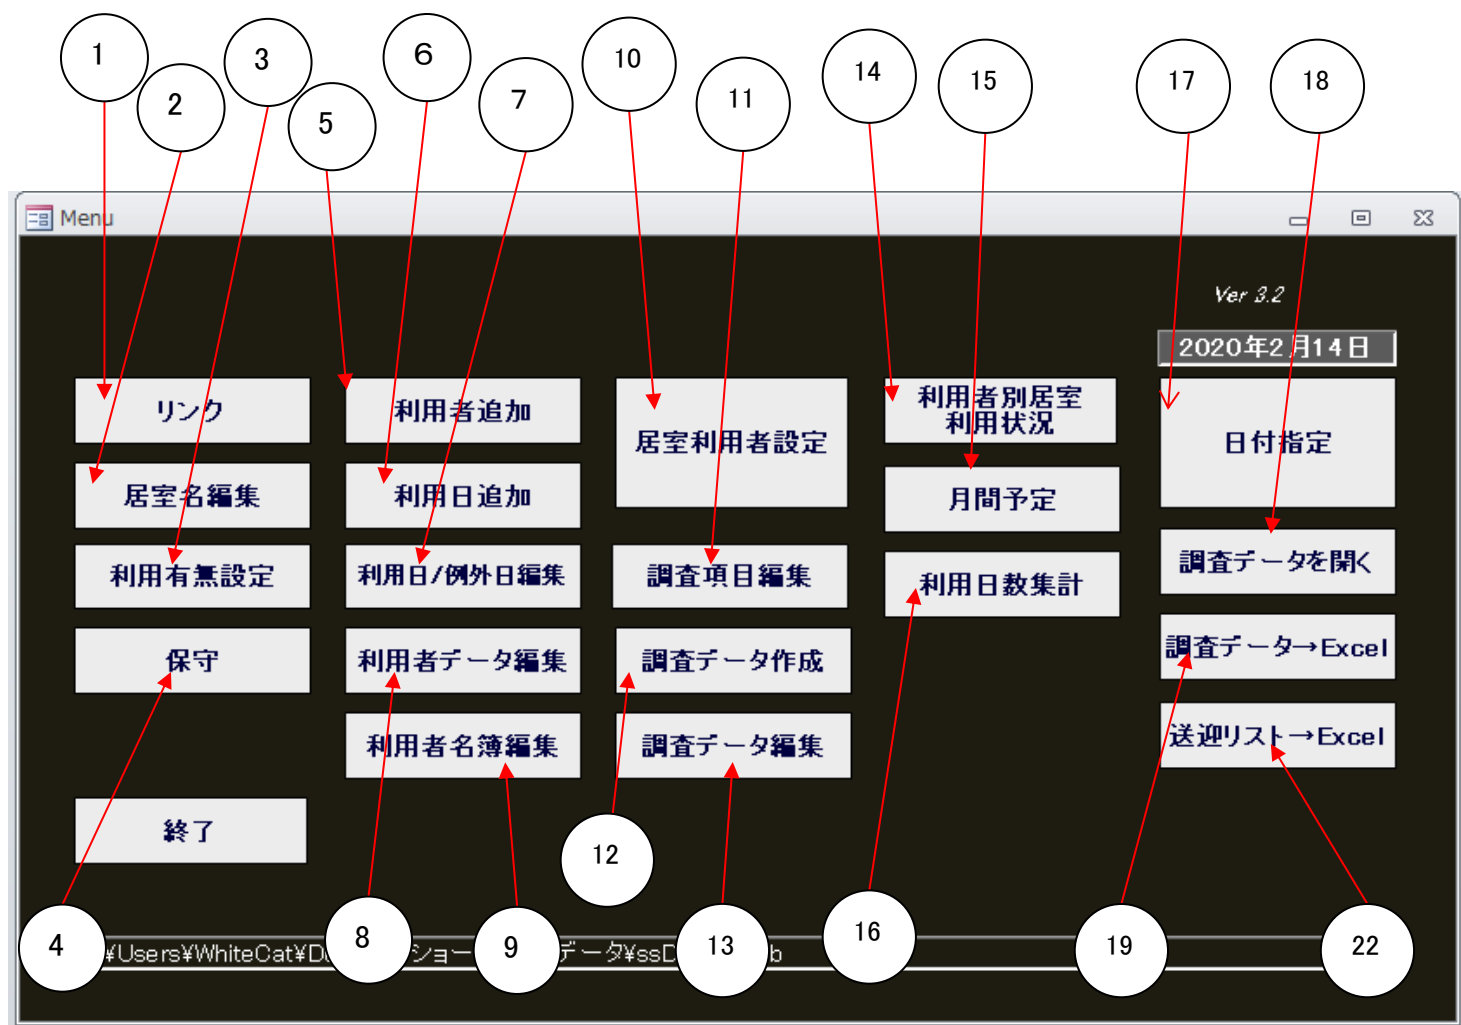 1
2
3
5
6
7
10
11
14
15
17
18
Menu
Ver 3.2
2020年2月14日
リンク
利用者追加
居室利用者設定
利用者別居室
利用状況
日付指定
居室名編集
利用日追加
月間予定
利用有無設定
利用日/例外日編集
調査項目編集
利用日数集計
調査データを開く
保守
利用者データ編集
調査データ作成
調査データ→Excel
利用者名簿編集
調査データ編集
送迎リスト→Excel
終了
12
4
8
9
13
16
19
22
¥Users¥WhiteCat¥D ショー データ¥ssD b